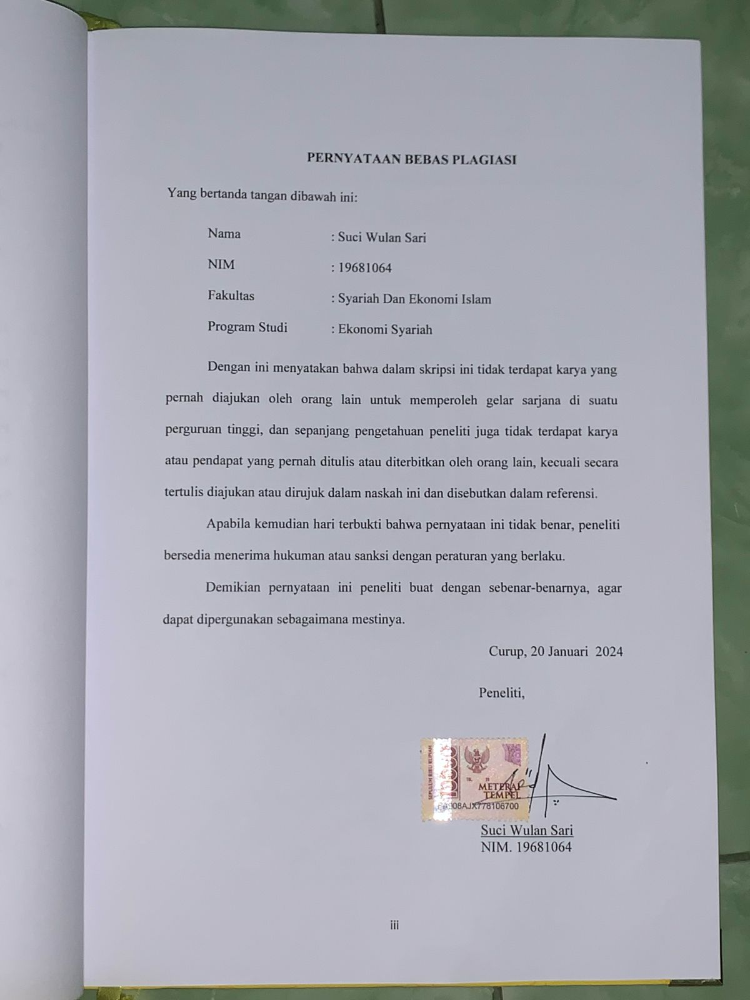 PERNYATAAN BEBAS PLAGIASI
Yang bertanda tangan dibawah ini:
Nama : Suci Wulan Sari
NIM : 19681064
Fakultas : Syariah Dan Ekonomi Islam
Program Studi : Ekonomi Syariah
Dengan ini menyatakan bahwa dalam skripsi ini tidak terdapat karya yang
pernah diajukan oleh orang lain untuk memperoleh gelar sarjana di suatu
perguruan tinggi, dan sepanjang pengetahuan peneliti juga tidak terdapat karya
atau pendapat yang pernah ditulis atau diterbitkan oleh orang lain, kecuali secara
tertulis diajukan atau dirujuk dalam naskah ini dan disebutkan dalam referensi.
Apabila kemudian hari terbukti bahwa pernyataan ini tidak benar, peneliti
bersedia menerima hukuman atau sanksi dengan peraturan yang berlaku.
Demikian pernyataan ini peneliti buat dengan sebenar-benarnya, agar
dapat dipergunakan sebagaimana mestinya.
Curup, 20 Januari 2024
Peneliti,
SEPULUH RIBU RUPIAH
10000
METERAI
TEMPEL
Suci Wulan Sari
NIM. 19681064
iii